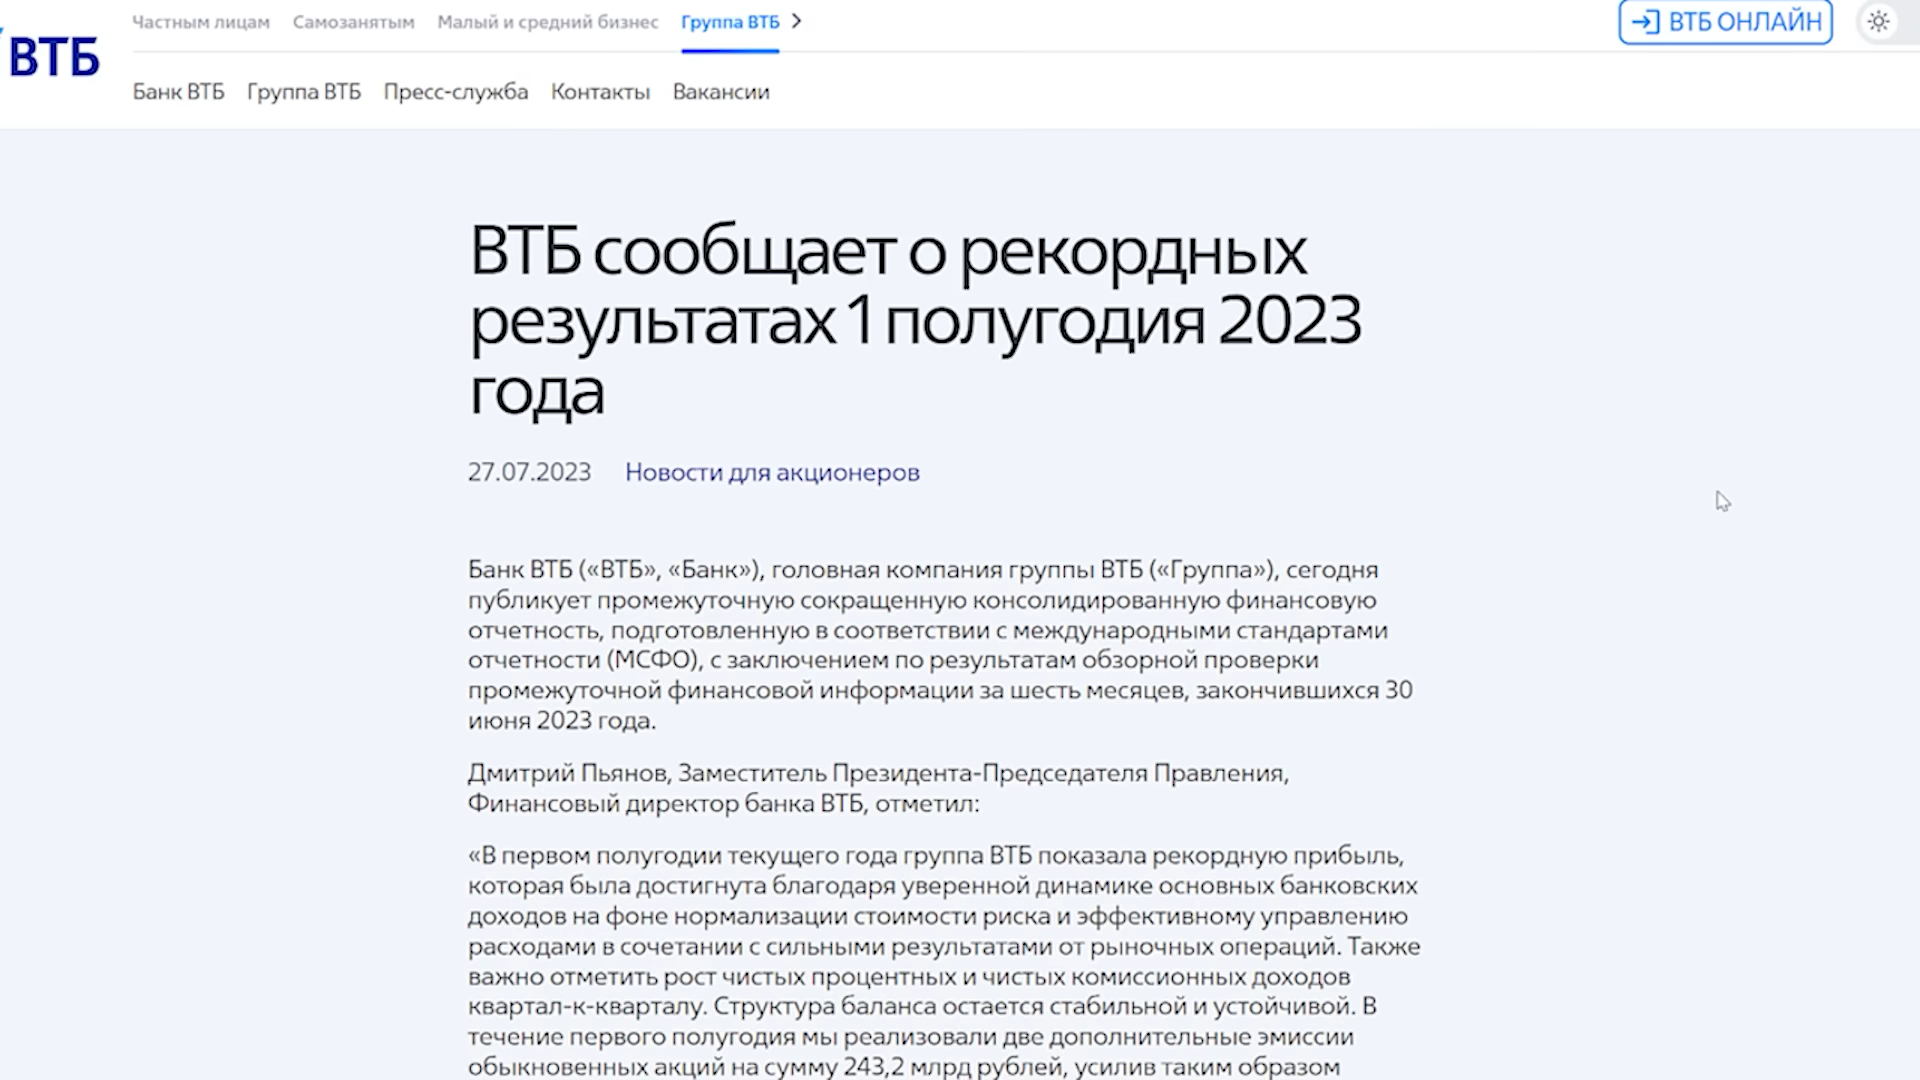 Частным лицам Самозанятым Малый и средний бизнес Группа ВТБ
ВТБ ОНЛАЙН
ВТБ
Банк ВТБ Группа ВТБ Пресс-служба Контакты Вакансии
ВТБ сообщает о рекордных
результатах 1 полугодия 2023
года
27.07.2023 Новости для акционеров
Банк ВТБ («ВТБ», «Банк»), головная компания группы ВТБ («Группа»), сегодня
публикует промежуточную сокращенную консолидированную финансовую
отчетность, подготовленную в соответствии с международными стандартами
отчетности (МСФО), с заключением по результатам обзорной проверки
промежуточной финансовой информации за шесть месяцев, закончившихся 30
июня 2023 года.
Дмитрий Пьянов, Заместитель Президента-Председателя Правления,
Финансовый директор банка ВТБ, отметил:
«В первом полугодии текущего года группа ВТБ показала рекордную прибыль,
которая была достигнута благодаря уверенной динамике основных банковских
доходов на фоне нормализации стоимости риска и эффективному управлению
расходами в сочетании с сильными результатами от рыночных операций. Также
важно отметить рост чистых процентных и чистых комиссионных доходов
квартал-к-кварталу. Структура баланса остается стабильной и устойчивой. В
течение первого полугодия мы реализовали две дополнительные эмиссии
обыкновенных акций на сумму 243,2 млрд рублей, усилив таким образом